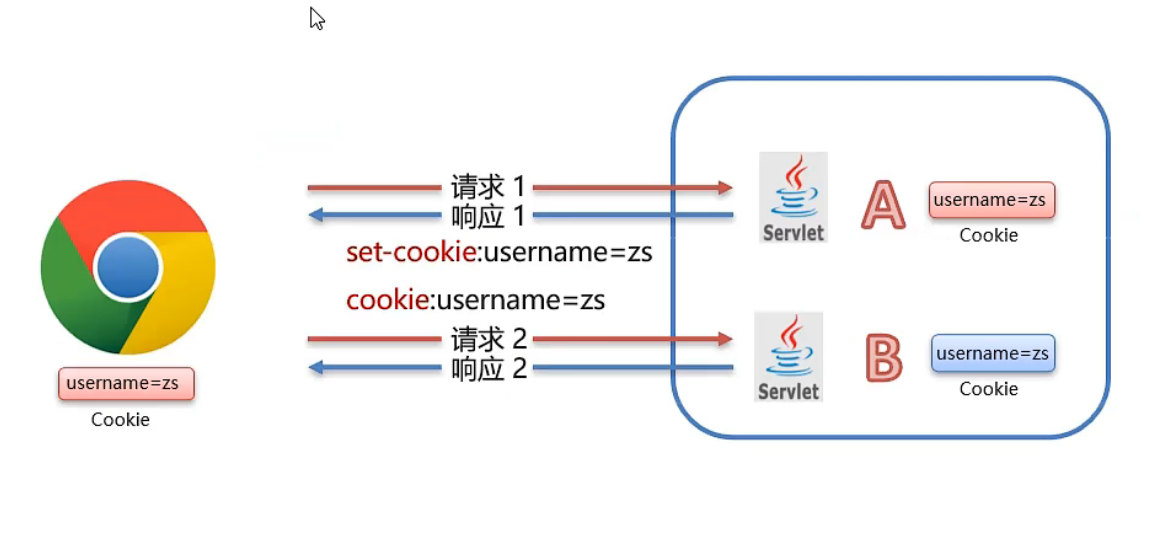 请求 1
响应 1
set-cookie:username=zs
cookie:username=zs
请求 2
响应 2
username=zs
Cookie
Servlet
A
username=zs
Cookie
Servlet
B
username=zs
Cookie